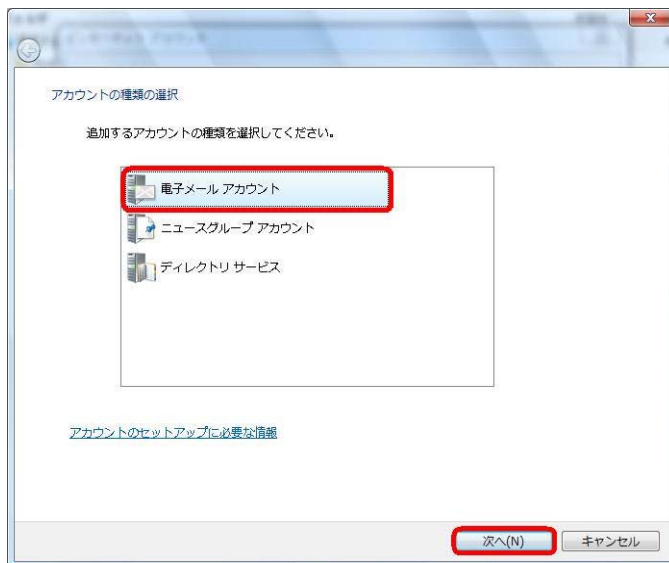 アカウントの種類の選択
追加するアカウントの種類を選択してください。
電子メール アカウント
ニュースグループ アカウント
ディレクトリ サービス
アカウントのセットアップに必要な情報
次へ(N)
キャンセル